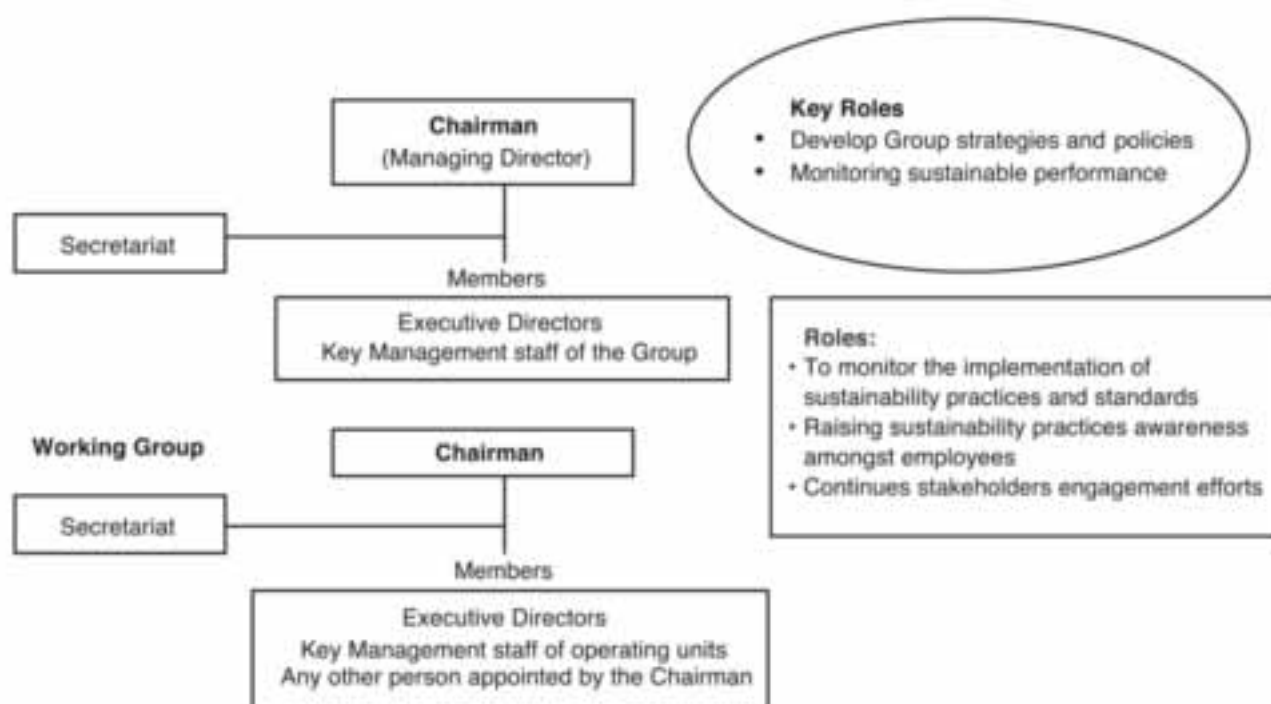 Chairman
(Managing Director)
Secretariat
Members
Executive Directors
Key Management staff of the Group
Key Roles
• Develop Group strategies and policies
• Monitoring sustainable performance
Working Group
Chairman
Secretariat
Members
Executive Directors
Key Management staff of operating units
Any other person appointed by the Chairman
Roles:
• To monitor the implementation of
sustainability practices and standards
• Raising sustainability practices awareness
amongst employees
• Continues stakeholders engagement efforts